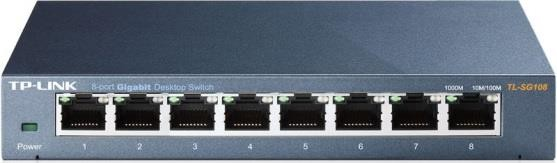 TP-LINK 8-port Gigabit Desktop Switch 1000M 10M/100M TL-SG108
Power 1 2 3 4 5 6 7 8